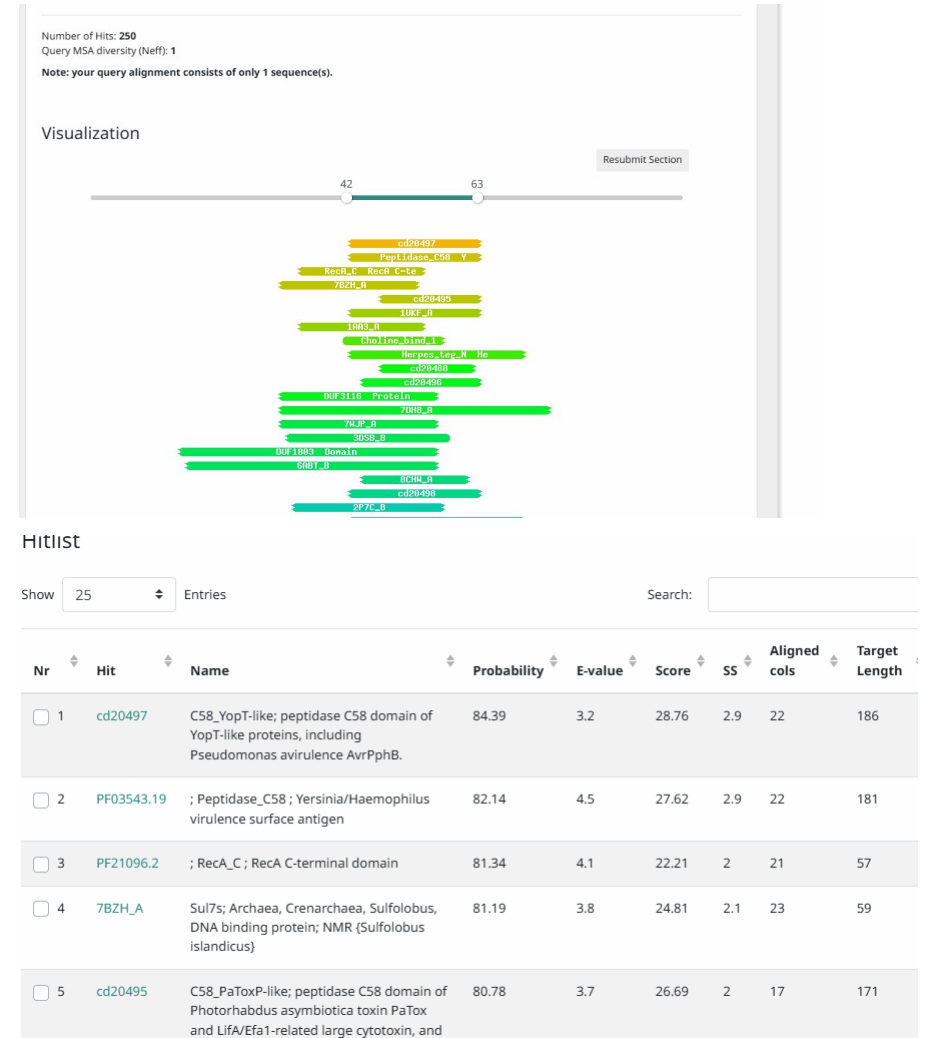 Number of Hits: 250
Query MSA diversity (Neff): 1
Note: your query alignment consists of only 1 sequence(s).
Visualization
Resubmit Section
42 63
cd20497
Peptidase_C58 Y
RecA_C RecA C-te
7BZH_A
cd20495
1UKF_A
1AA3_A
Choline_bind_1
Herpes_teg_N He
cd20408
cd20496
DUF3116 Protein
7DH8_A
7WJP_A
3DSB_B
DUF1803 Domain
6ABT_B
8CHW_A
cd20498
2P7C_B
Hitlist
Show 25 Entries Search:
Nr Hit Name Probability E-value Score SS Aligned cols Target Length
1 cd20497 C58_YopT-like; peptidase C58 domain of 84.39 3.2 28.76 2.9 22 186
YopT-like proteins, including
Pseudomonas avirulence AvrPphB.
2 PF03543.19 ; Peptidase_C58 ; Yersinia/Haemophilus 82.14 4.5 27.62 2.9 22 181
virulence surface antigen
3 PF21096.2 ; RecA_C ; RecA C-terminal domain 81.34 4.1 22.21 2 21 57
4 7BZH_A Sul7s; Archaea, Crenarchaea, Sulfolobus, 81.19 3.8 24.81 2.1 23 59
DNA binding protein; NMR {Sulfolobus
islandicus}
5 cd20495 C58_PaToxP-like; peptidase C58 domain of 80.78 3.7 26.69 2 17 171
Photorhabdus asymbiotica toxin PaTox
and LifA/Efa1-related large cytotoxin, and